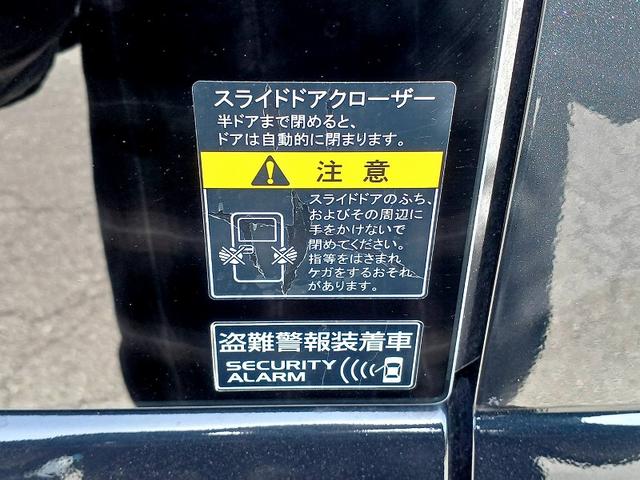 スライドドアクローザー
半ドアまで閉めると、
ドアは自動的に閉まります。
注意
スライドドアのふち、
およびその周辺に
手をかけないで
閉めてください。
指等をはさまれ
ケガをするおそれ
があります。
盗難警報装着車
SECURITY
ALARM